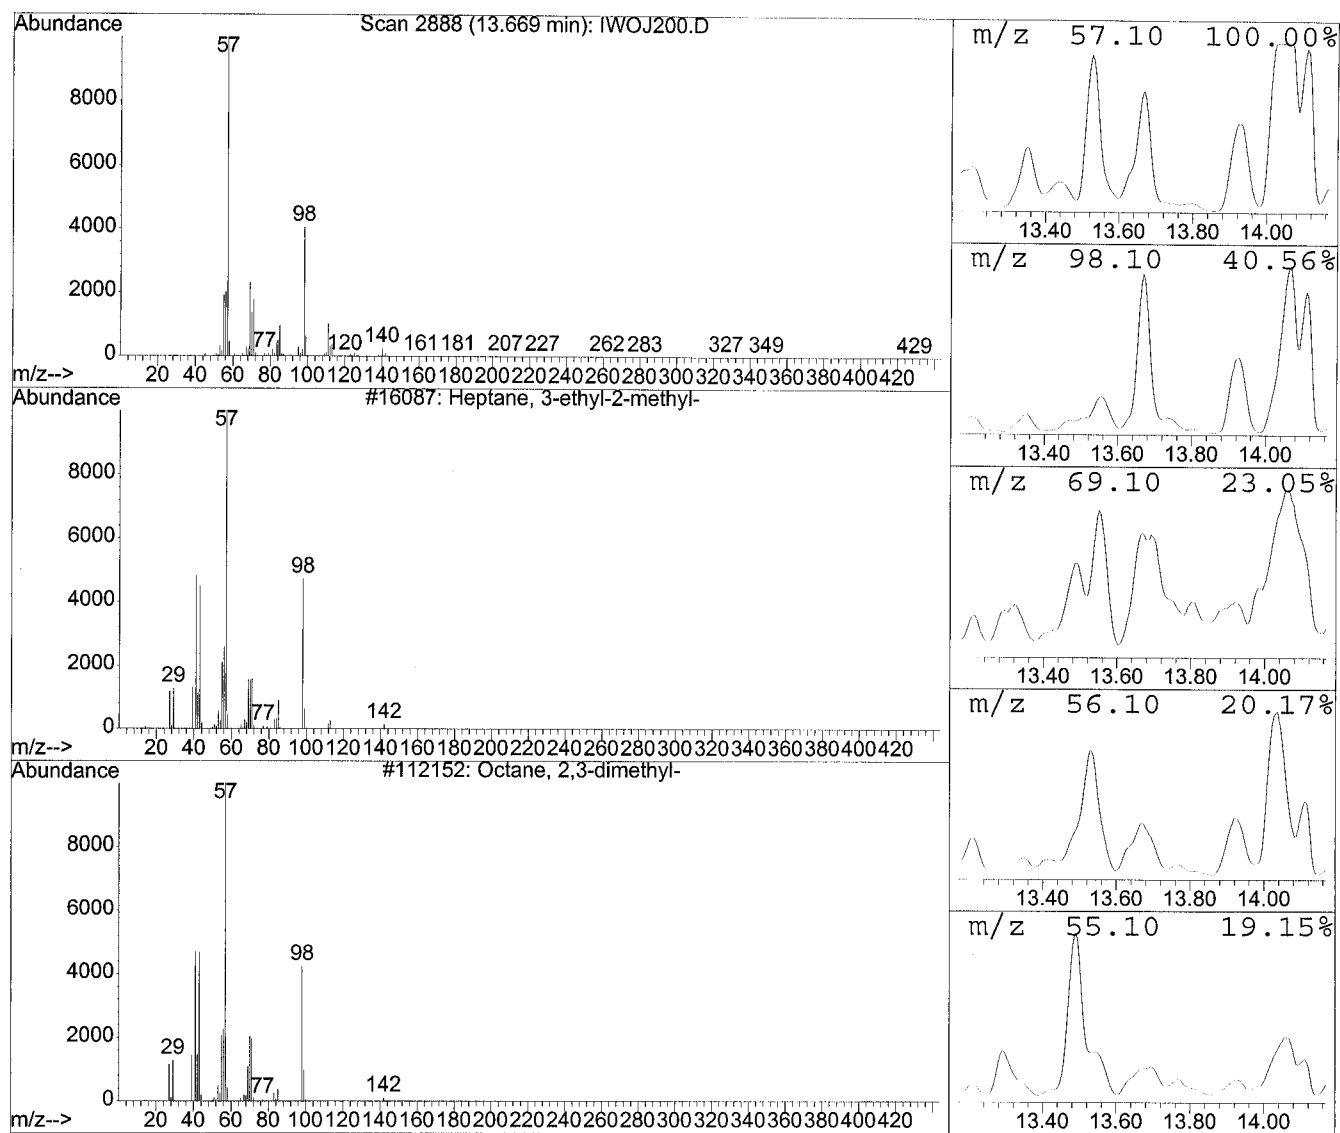 Abundance Scan 2888 (13.669 min): IWOJ200.D
57
8000
6000
4000
98
2000
77 120 140 161 181 207 227 262 283 327 349 429
0
m/z--> 20 40 60 80 100 120 140 160 180 200 220 240 260 280 300 320 340 360 380 400 420
Abundance #16087: Heptane, 3-ethyl-2-methyl-
57
8000
6000
98
4000
2000
29
77 142
0
m/z--> 20 40 60 80 100 120 140 160 180 200 220 240 260 280 300 320 340 360 380 400 420
Abundance #112152: Octane, 2,3-dimethyl-
57
8000
6000
98
4000
2000
29
77 142
0
m/z--> 20 40 60 80 100 120 140 160 180 200 220 240 260 280 300 320 340 360 380 400 420
m/z 57.10 100.00%
13.40 13.60 13.80 14.00
m/z 98.10 40.56%
13.40 13.60 13.80 14.00
m/z 69.10 23.05%
13.40 13.60 13.80 14.00
m/z 56.10 20.17%
13.40 13.60 13.80 14.00
m/z 55.10 19.15%
13.40 13.60 13.80 14.00